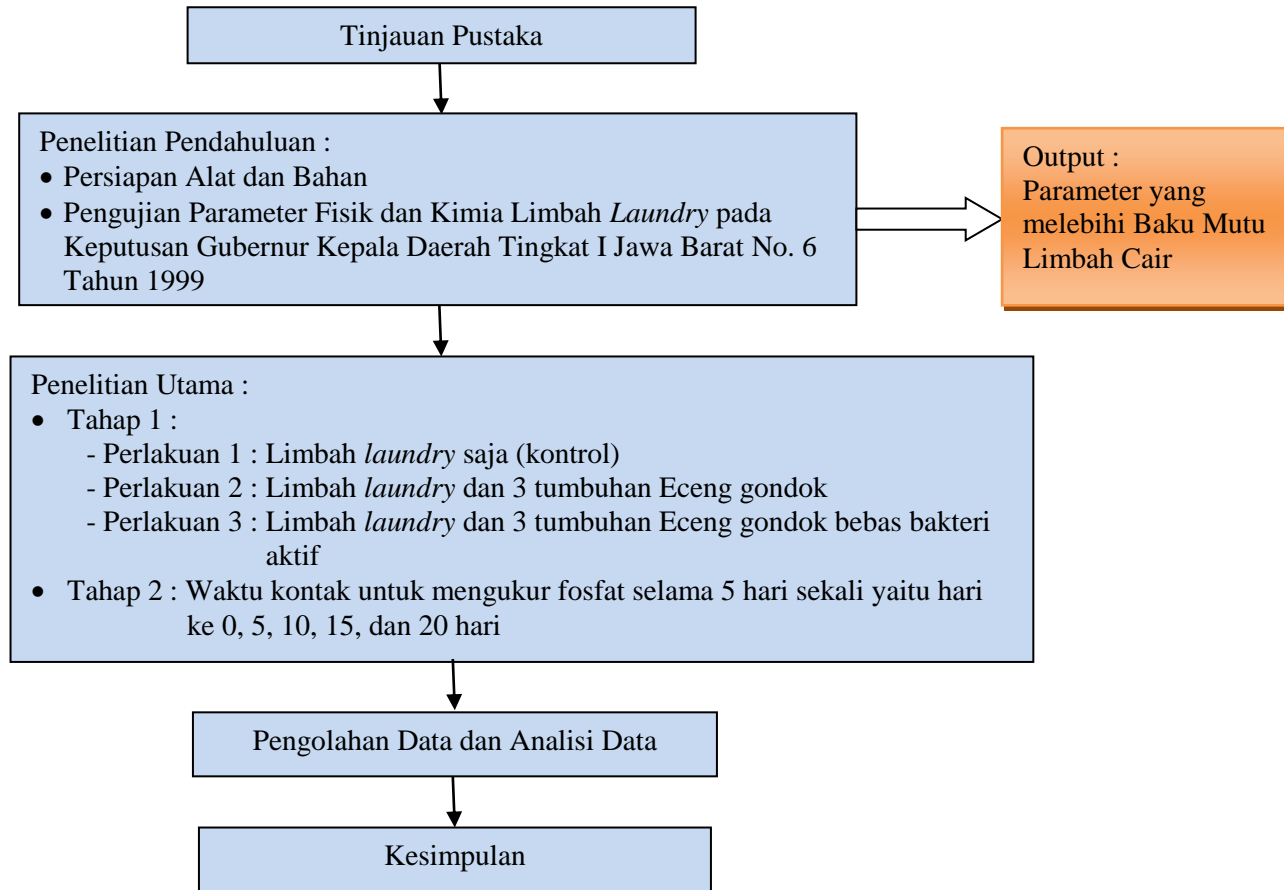 Tinjauan Pustaka
Penelitian Pendahuluan :
• Persiapan Alat dan Bahan
• Pengujian Parameter Fisik dan Kimia Limbah Laundry pada
Keputusan Gubernur Kepala Daerah Tingkat I Jawa Barat No. 6
Tahun 1999
Output :
Parameter yang
melebihi Baku Mutu
Limbah Cair
Penelitian Utama :
• Tahap 1 :
- Perlakuan 1 : Limbah laundry saja (kontrol)
- Perlakuan 2 : Limbah laundry dan 3 tumbuhan Eceng gondok
- Perlakuan 3 : Limbah laundry dan 3 tumbuhan Eceng gondok bebas bakteri
aktif
• Tahap 2 : Waktu kontak untuk mengukur fosfat selama 5 hari sekali yaitu hari
ke 0, 5, 10, 15, dan 20 hari
Pengolahan Data dan Analisi Data
Kesimpulan